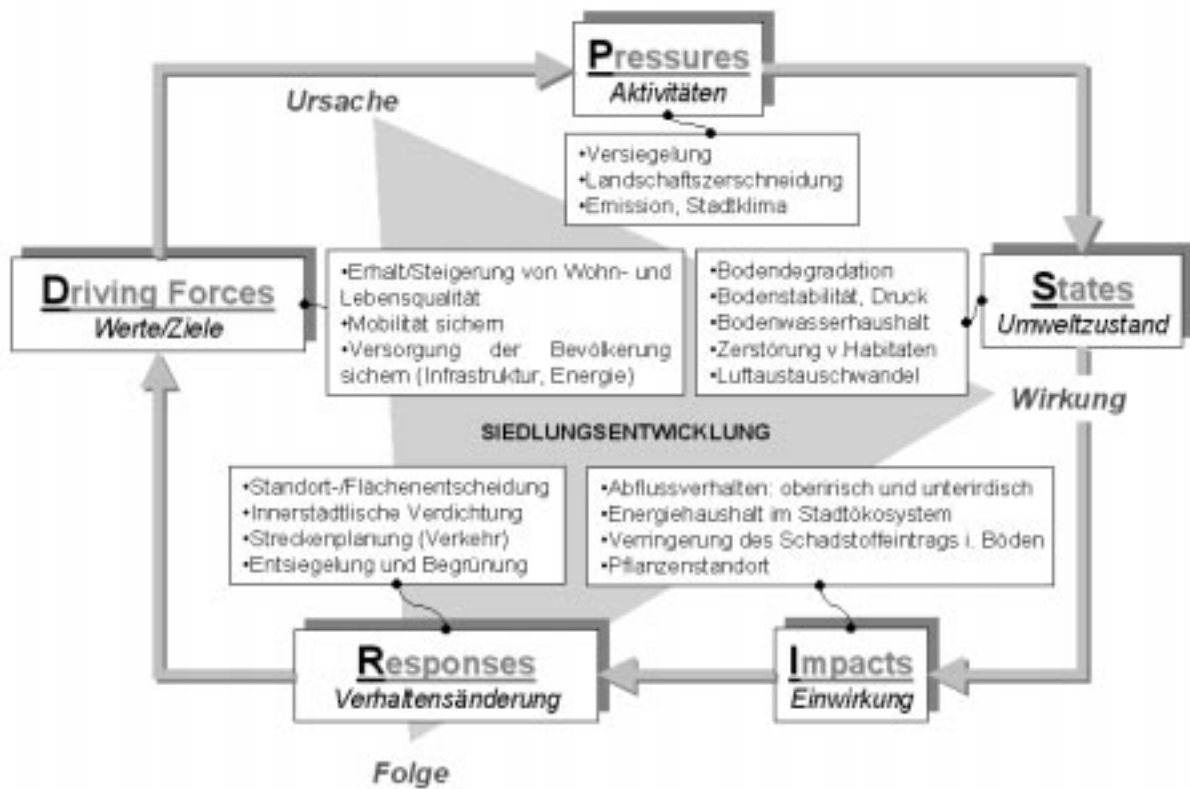 Pressures
Aktivitäten
Ursache
•Versiegelung
•Landschaftszerschneidung
•Emission, Stadtklima
Driving Forces
Werte/Ziele
•Erhalt/Steigerung von Wohn- und
Lebensqualität
•Mobilität sichern
•Versorgung der Bevölkerung
sichern (Infrastruktur, Energie)
•Bodendegradation
•Bodenstabilität, Druck
•Bodenwasserhaushalt
•Zerstörung v.Habitaten
•Luftaustauschwandel
States
Umweltzustand
Wirkung
SIEDLUNGSENTWICKLUNG
•Standort-/Flächenentscheidung
•Innerstädtlische Verdichtung
•Streckenplanung (Verkehr)
•Entsiegelung und Begrünung
•Abflussverhalten: oberirisch und unterirdisch
•Energiehaushalt im Stadtökosystem
•Verringerung des Schadstoffeintrags i. Böden
•Pflanzenstandort
Responses
Verhaltensänderung
Impacts
Einwirkung
Folge